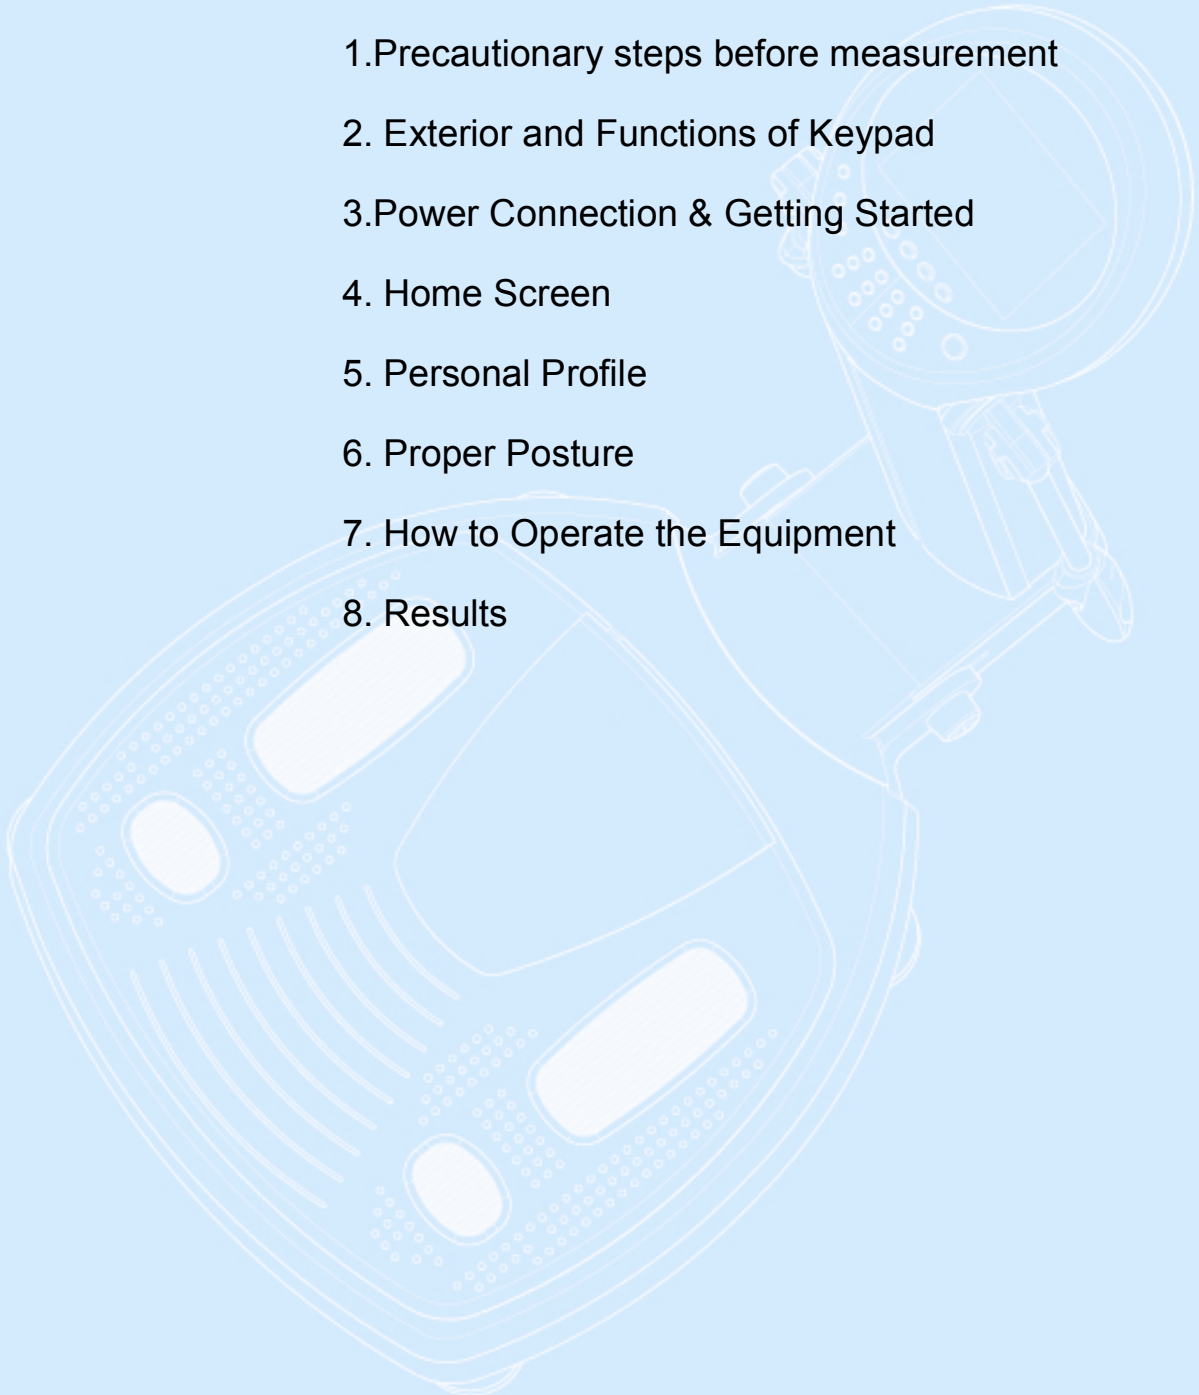 1.Precautionary steps before measurement
2. Exterior and Functions of Keypad
3.Power Connection & Getting Started
4. Home Screen
5. Personal Profile
6. Proper Posture
7. How to Operate the Equipment
8. Results